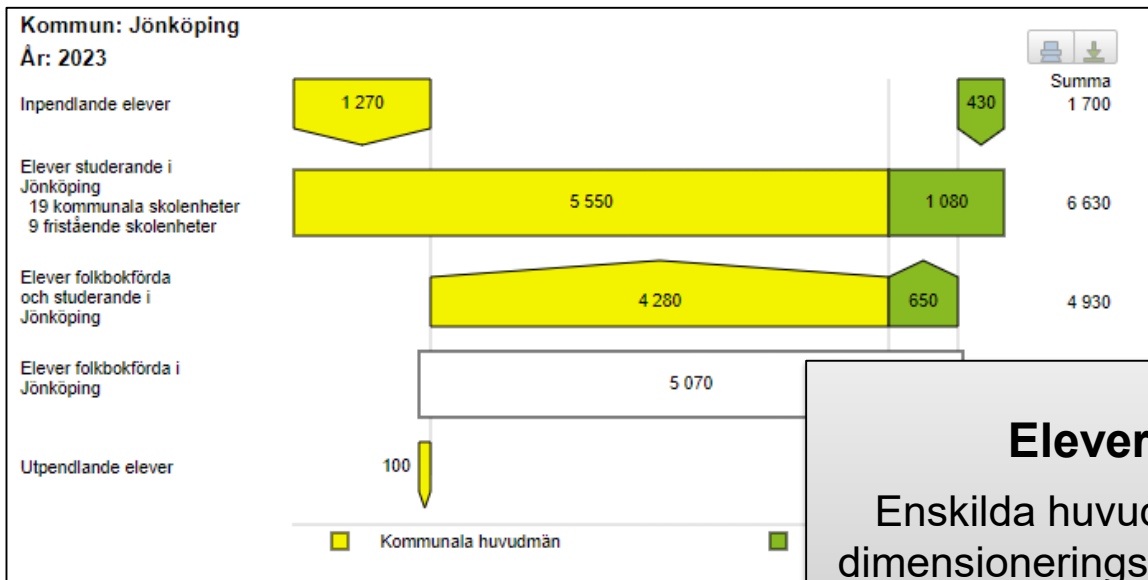 Kommun: Jönköping
År: 2023
Summa
Inpendlande elever 1 270 430 1 700
Elever studerande i
Jönköping
19 kommunala skolenheter
9 fristående skolenheter
5 550 1 080 6 630
Elever folkbokförda
och studerande i
Jönköping
4 280 650 4 930
Elever folkbokförda i
Jönköping
5 070
Utpendlande elever 100
Kommunala huvudmän
Elever
Enskilda